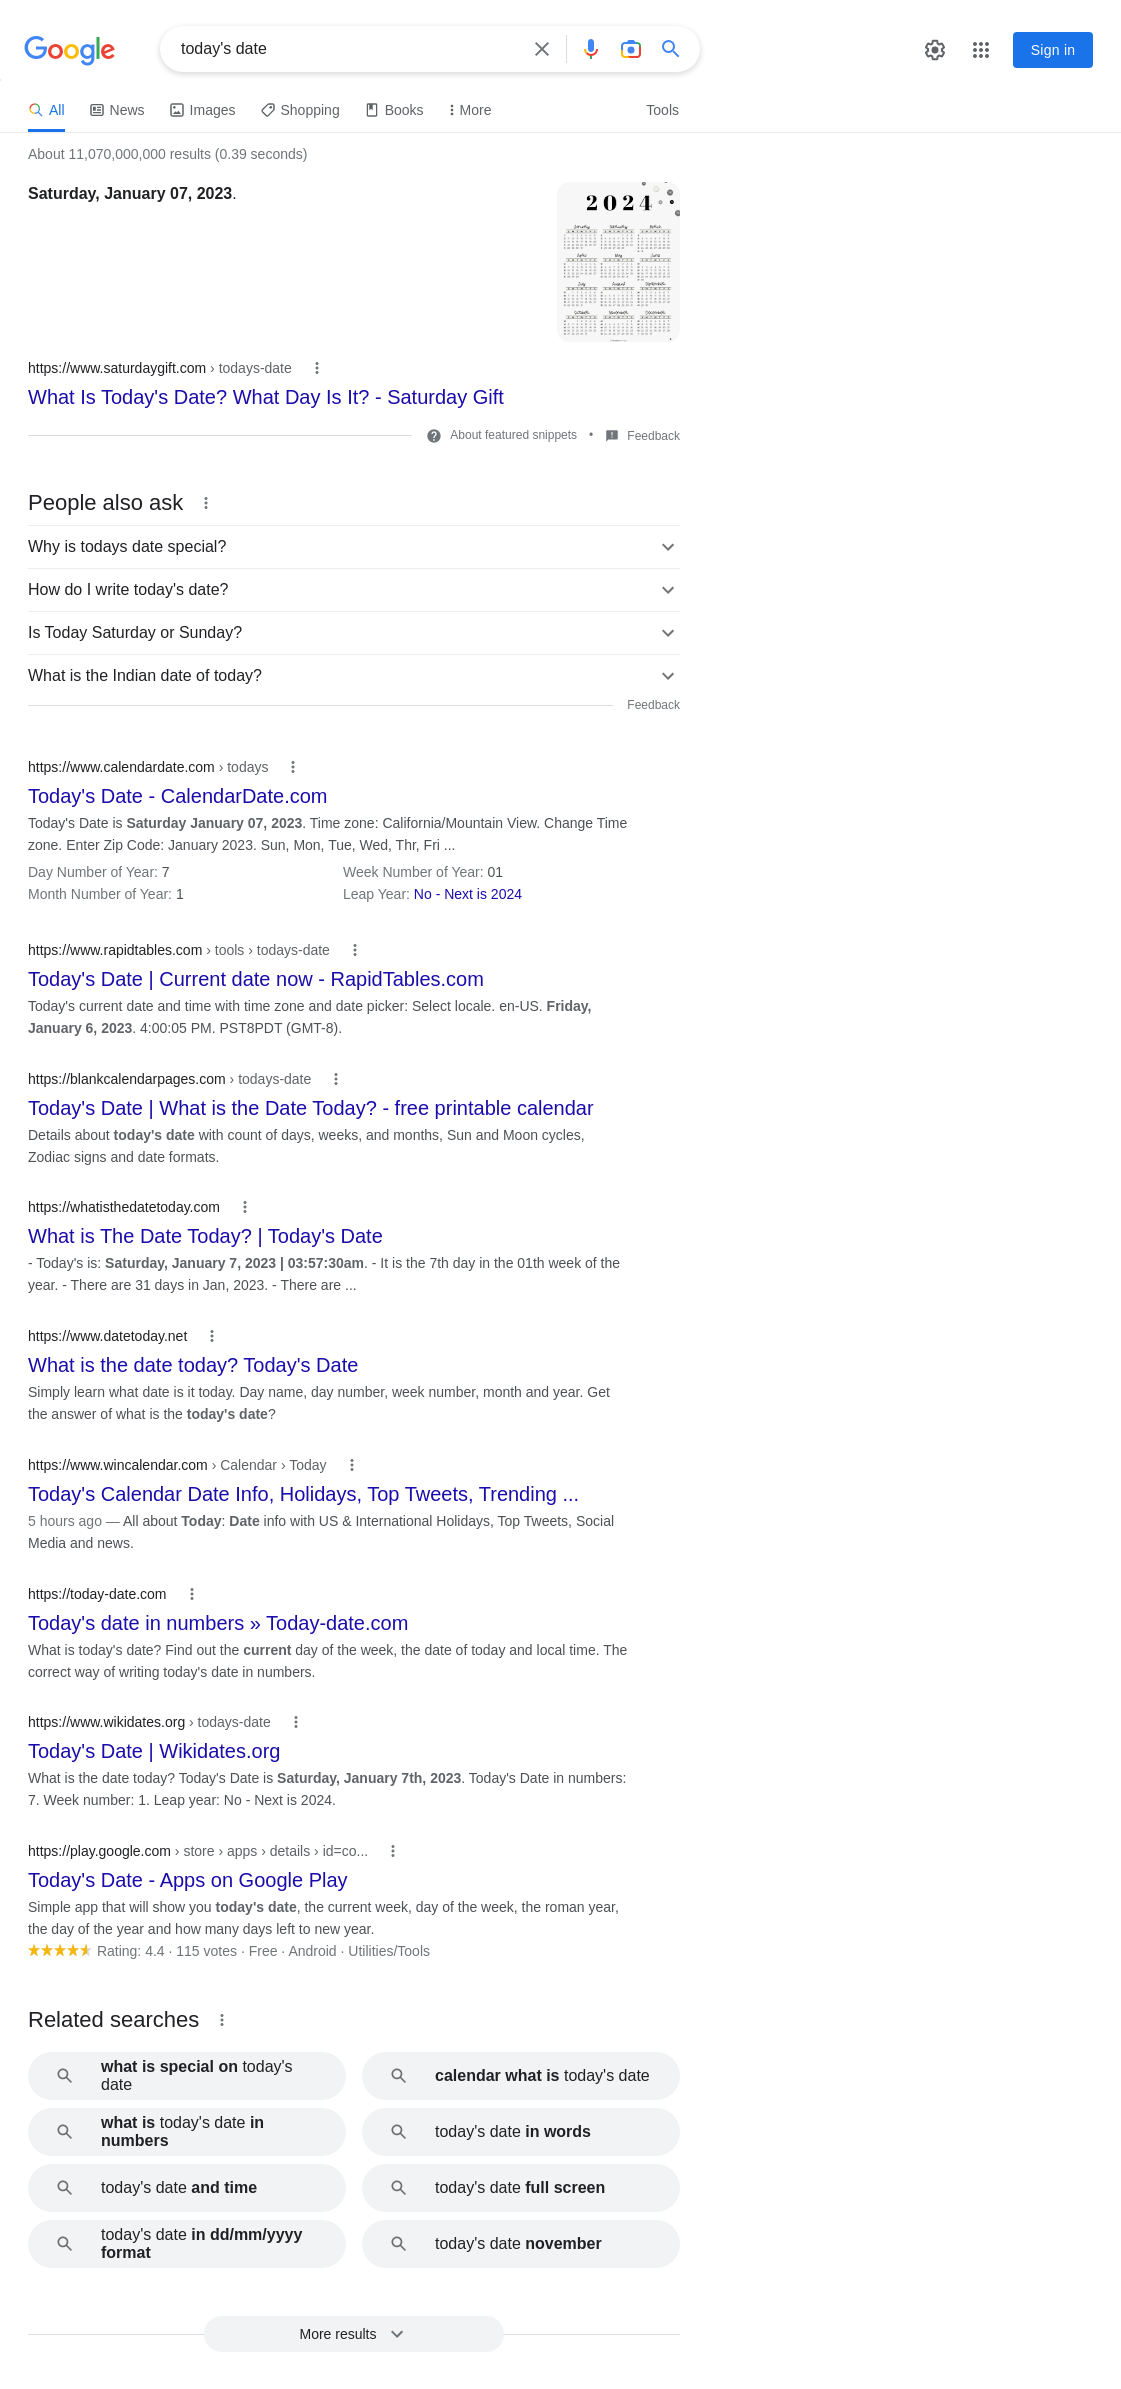 Google
today's date
Sign in
All
News
Images
Shopping
Books
More
Tools
About 11,070,000,000 results (0.39 seconds)
Saturday, January 07, 2023.
2024
https://www.saturdaygift.com › todays-date
What Is Today's Date? What Day Is It? - Saturday Gift
About featured snippets • Feedback
People also ask
Why is todays date special?
How do I write today's date?
Is Today Saturday or Sunday?
What is the Indian date of today?
Feedback
https://www.calendardate.com › todays
Today's Date - CalendarDate.com
Today's Date is Saturday January 07, 2023. Time zone: California/Mountain View. Change Time
zone. Enter Zip Code: January 2023. Sun, Mon, Tue, Wed, Thr, Fri ...
Day Number of Year: 7
Week Number of Year: 01
Month Number of Year: 1
Leap Year: No - Next is 2024
https://www.rapidtables.com › tools › todays-date
Today's Date | Current date now - RapidTables.com
Today's current date and time with time zone and date picker: Select locale. en-US. Friday,
January 6, 2023. 4:00:05 PM. PST8PDT (GMT-8).
https://blankcalendarpages.com › todays-date
Today's Date | What is the Date Today? - free printable calendar
Details about today's date with count of days, weeks, and months, Sun and Moon cycles,
Zodiac signs and date formats.
https://whatisthedatetoday.com
What is The Date Today? | Today's Date
- Today's is: Saturday, January 7, 2023 | 03:57:30am. - It is the 7th day in the 01th week of the
year. - There are 31 days in Jan, 2023. - There are ...
https://www.datetoday.net
What is the date today? Today's Date
Simply learn what date is it today. Day name, day number, week number, month and year. Get
the answer of what is the today's date?
https://www.wincalendar.com › Calendar › Today
Today's Calendar Date Info, Holidays, Top Tweets, Trending ...
5 hours ago — All about Today: Date info with US & International Holidays, Top Tweets, Social
Media and news.
https://today-date.com
Today's date in numbers » Today-date.com
What is today's date? Find out the current day of the week, the date of today and local time. The
correct way of writing today's date in numbers.
https://www.wikidates.org › todays-date
Today's Date | Wikidates.org
What is the date today? Today's Date is Saturday, January 7th, 2023. Today's Date in numbers:
7. Week number: 1. Leap year: No - Next is 2024.
https://play.google.com › store › apps › details › id=co...
Today's Date - Apps on Google Play
Simple app that will show you today's date, the current week, day of the week, the roman year,
the day of the year and how many days left to new year.
Rating: 4.4 · 115 votes · Free · Android · Utilities/Tools
Related searches
what is special on today's
date
calendar what is today's date
what is today's date in
numbers
today's date in words
today's date and time
today's date full screen
today's date in dd/mm/yyyy
format
today's date november
More results